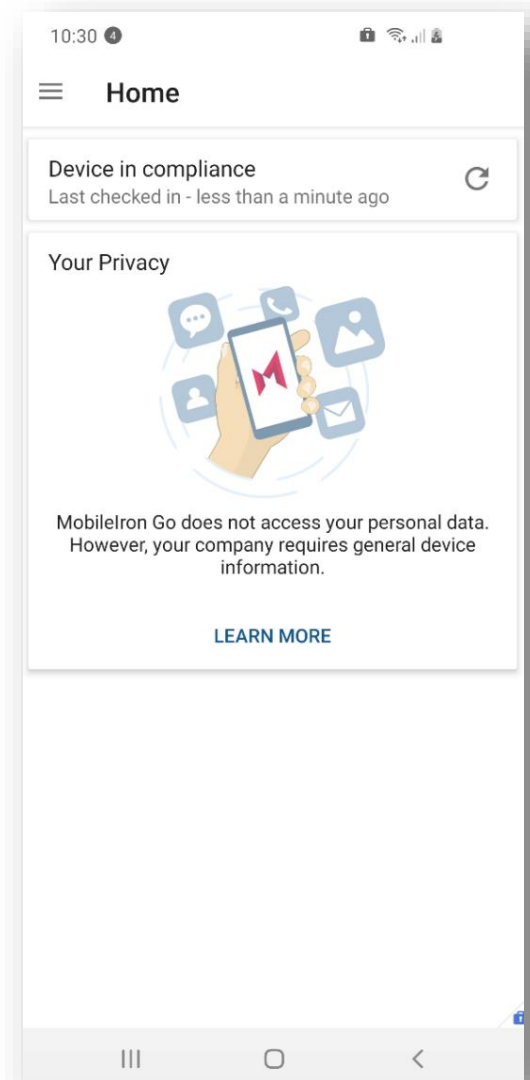 10:30 4
Home
Device in compliance
Last checked in - less than a minute ago
Your Privacy
MobileIron Go does not access your personal data.
However, your company requires general device
information.
LEARN MORE